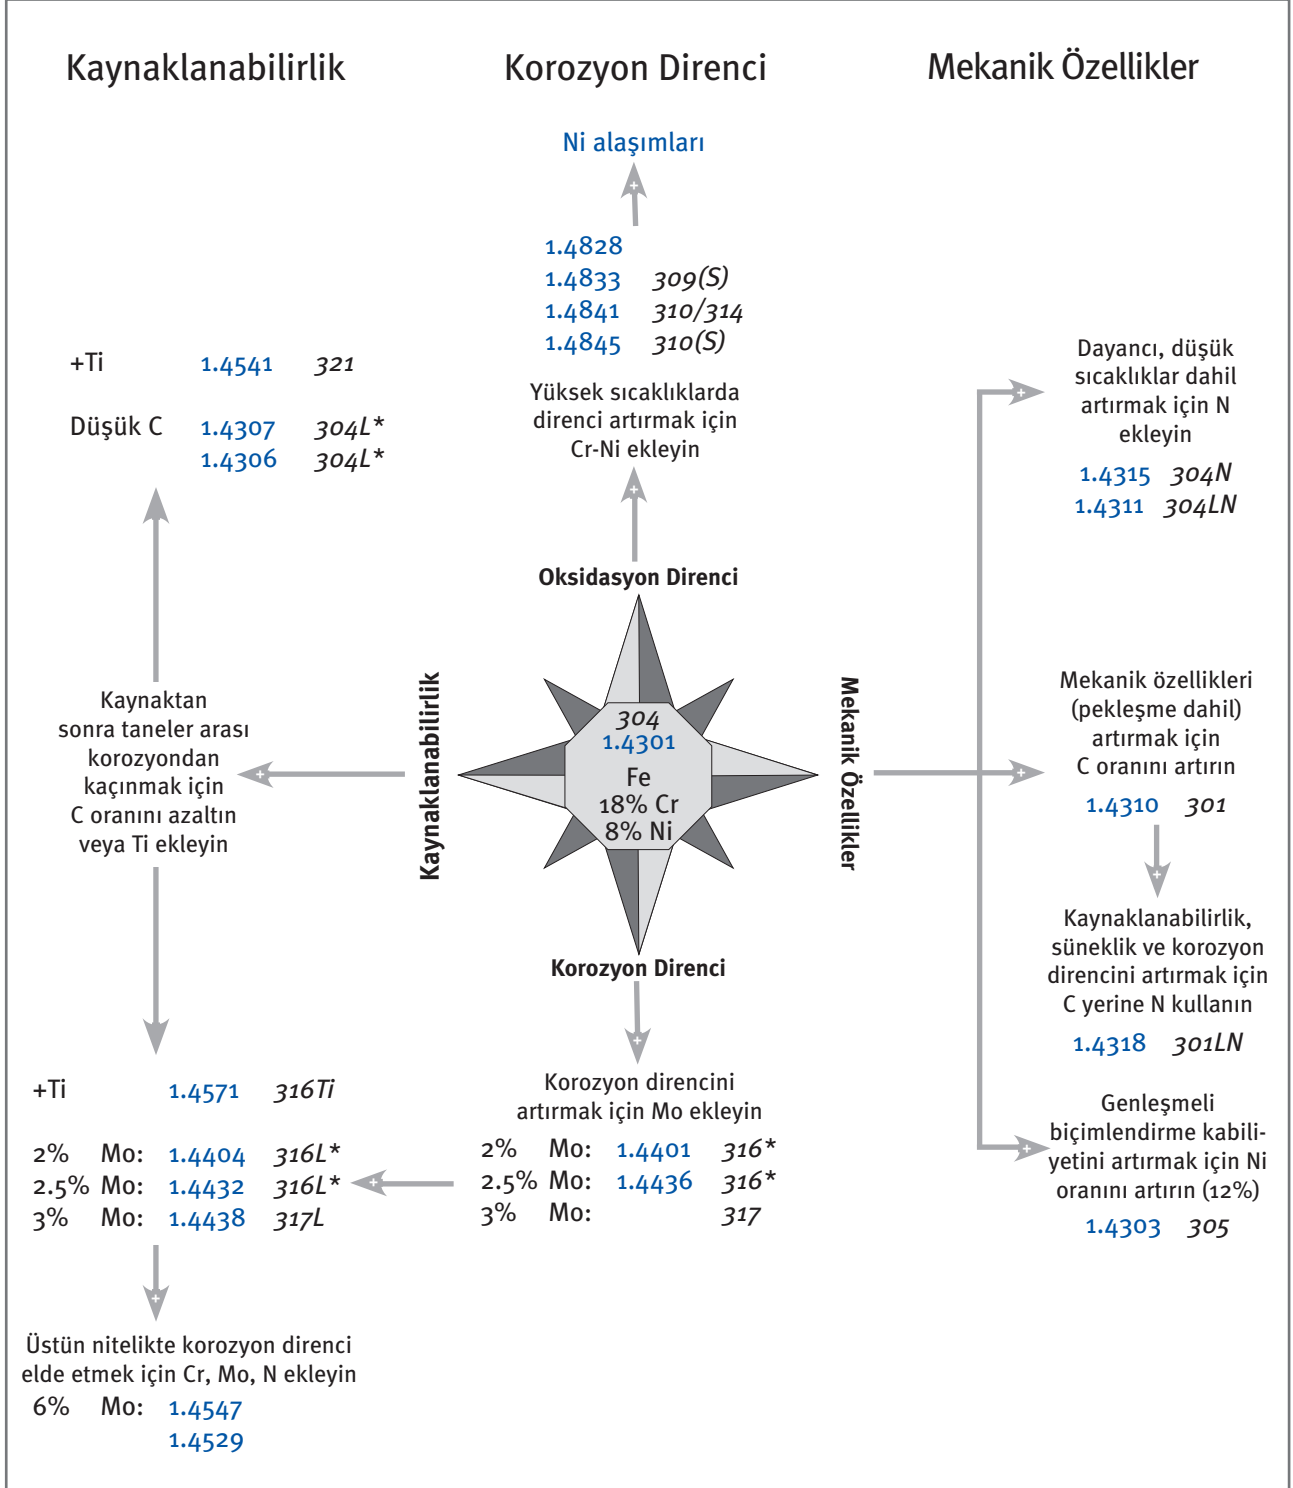 Kaynaklanabilirlik
Korozyon Direnci
Mekanik Özellikler
Ni alaşımları
1.4828
1.4833 309(S)
1.4841 310/314
1.4845 310(S)
Yüksek sıcaklıklarda
direnci artırmak için
Cr-Ni ekleyin
+Ti 1.4541 321
Düşük C 1.4307 304L*
1.4306 304L*
Dayancı, düşük
sıcaklıklar dahil
artırmak için N
ekleyin
1.4315 304N
1.4311 304LN
Oksidasyon Direnci
Kaynaklanabilirlik
304
1.4301
Fe
18% Cr
8% Ni
Mekanik Özellikler
Korozyon Direnci
Kaynaktan
sonra taneler arası
korozyondan
kaçınmak için
C oranını azaltın
veya Ti ekleyin
Mekanik özellikleri
(pekleşme dahil)
artırmak için
C oranını artırın
1.4310 301
Kaynaklanabilirlik,
süneklik ve korozyon
direncini artırmak için
C yerine N kullanın
1.4318 301LN
Genleşmeli
biçimlendirme kabili-
yetini artırmak için Ni
oranını artırın (12%)
1.4303 305
Korozyon direncini
artırmak için Mo ekleyin
2% Mo: 1.4401 316*
2.5% Mo: 1.4436 316*
3% Mo: 317
+Ti 1.4571 316Ti
2% Mo: 1.4404 316L*
2.5% Mo: 1.4432 316L*
3% Mo: 1.4438 317L
Üstün nitelikte korozyon direnci
elde etmek için Cr, Mo, N ekleyin
6% Mo: 1.4547
1.4529